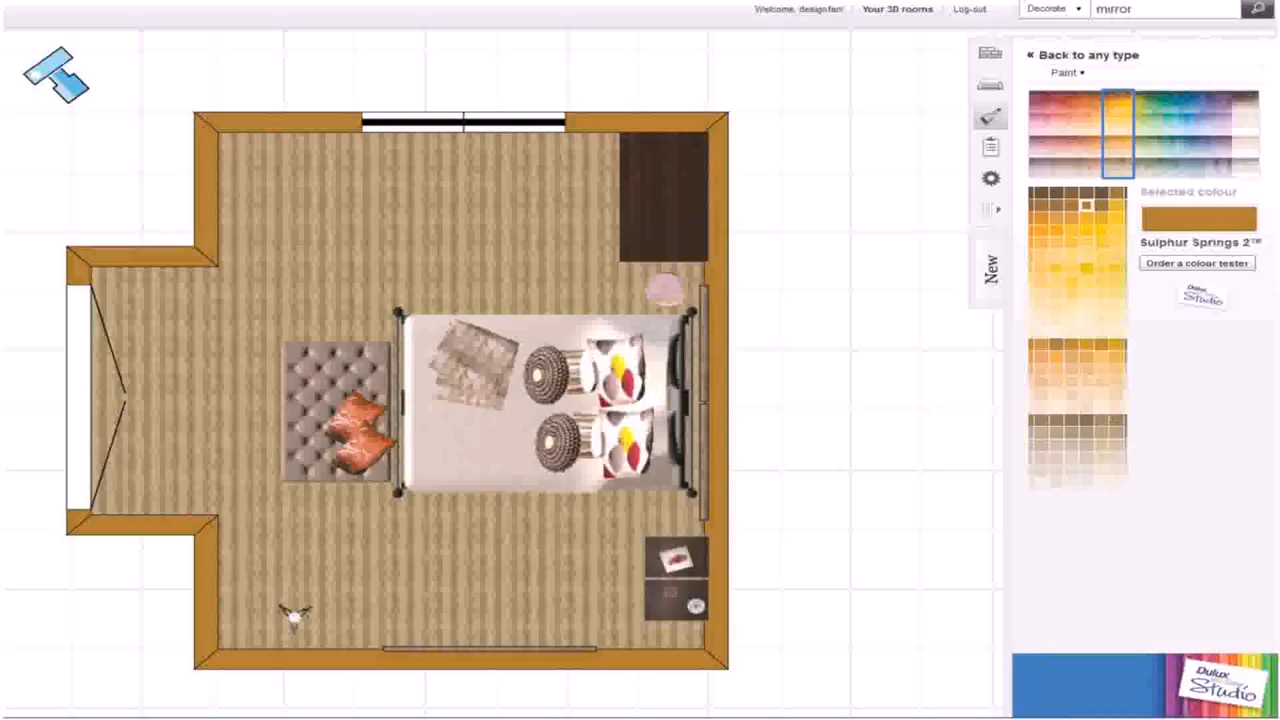 Welcome, designfan!
Your 3D rooms
Log-out
Decorate
mirror
« Back to any type
Paint
Selected colour
Sulphur Springs 2™
Order a colour tester
Dulux
Studio
New
Dulux
Studio